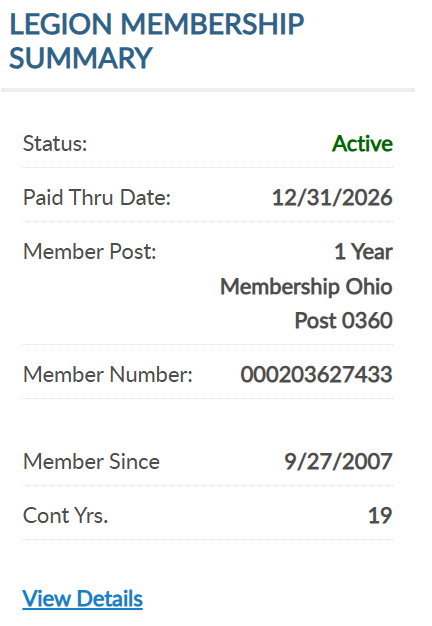 LEGION MEMBERSHIP
SUMMARY
Status: Active
Paid Thru Date: 12/31/2026
Member Post: 1 Year
Membership Ohio
Post 0360
Member Number: 000203627433
Member Since 9/27/2007
Cont Yrs. 19
View Details